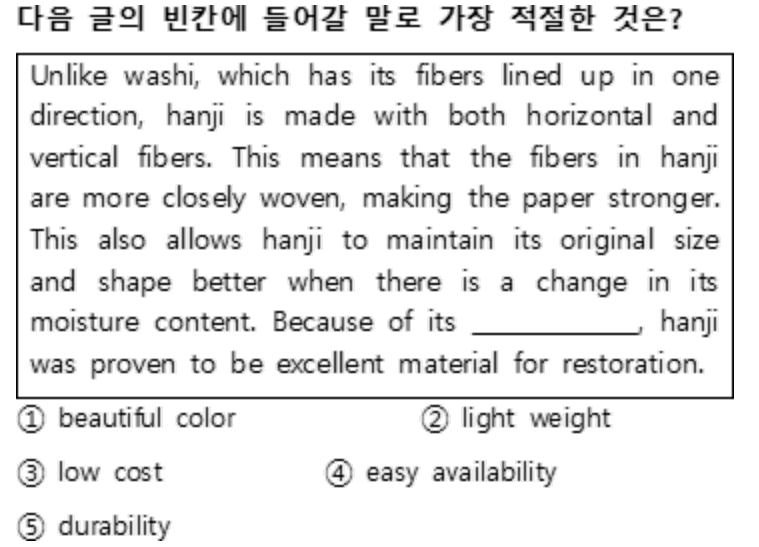 다음 글의 빈칸에 들어갈 말로 가장 적절한 것은?
Unlike washi, which has its fibers lined up in one
direction, hanji is made with both horizontal and
vertical fibers. This means that the fibers in hanji
are more closely woven, making the paper stronger.
This also allows hanji to maintain its original size
and shape better when there is a change in its
moisture content. Because of its ____________, hanji
was proven to be excellent material for restoration.
① beautiful color ② light weight
③ low cost ④ easy availability
⑤ durability